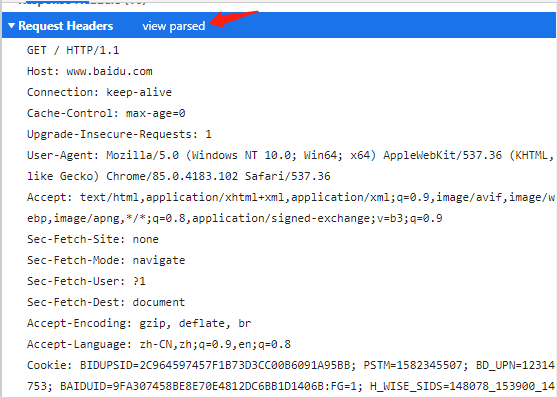 Request Headers view parsed
GET / HTTP/1.1
Host: www.baidu.com
Connection: keep-alive
Cache-Control: max-age=0
Upgrade-Insecure-Requests: 1
User-Agent: Mozilla/5.0 (Windows NT 10.0; Win64; x64) AppleWebKit/537.36 (KHTML,
like Gecko) Chrome/85.0.4183.102 Safari/537.36
Accept: text/html,application/xhtml+xml,application/xml;q=0.9,image/avif,image/w
ebp,image/apng,*/*;q=0.8,application/signed-exchange;v=b3;q=0.9
Sec-Fetch-Site: none
Sec-Fetch-Mode: navigate
Sec-Fetch-User: ?1
Sec-Fetch-Dest: document
Accept-Encoding: gzip, deflate, br
Accept-Language: zh-CN,zh;q=0.9,en;q=0.8
Cookie: BIDUPSID=2C964597457F1B73D3CC00B6091A95BB; PSTM=1582345507; BD_UPN=12314
753; BAIDUID=9FA307458BE8E70E4812DC6BB1D1406B:FG=1; H_WISE_SIDS=148078_153900_14